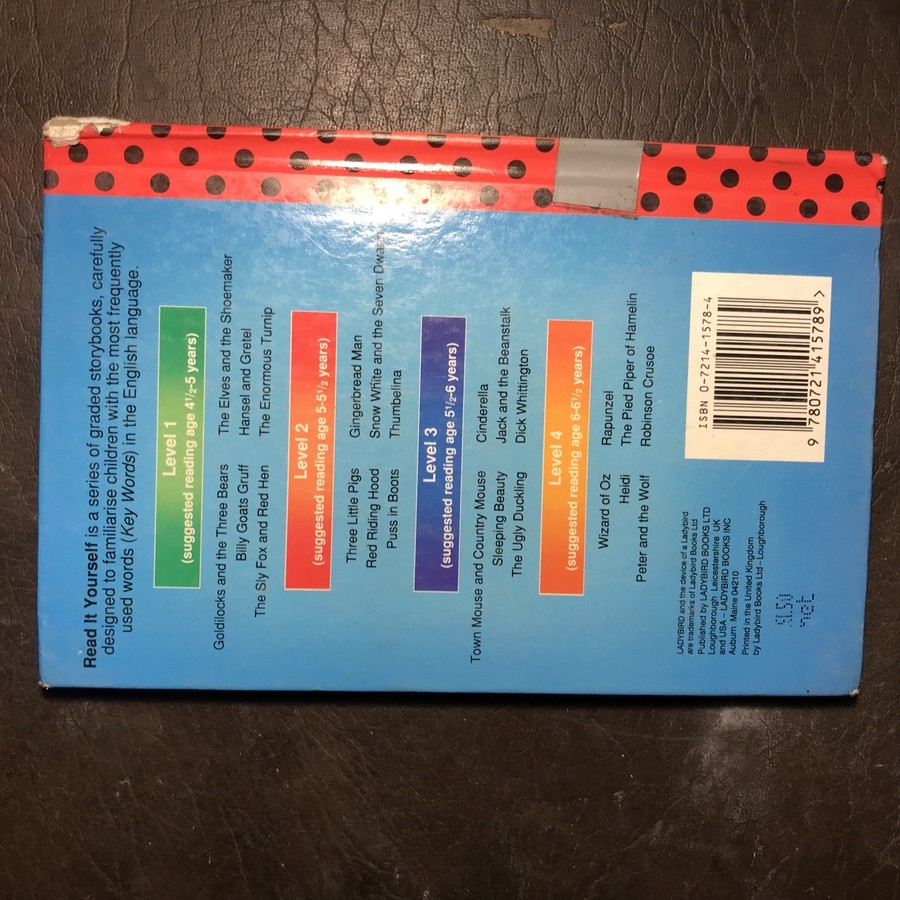 Read It Yourself is a series of graded storybooks, carefully
designed to familiarise children with the most frequently
used words (Key Words) in the English language.
Level 1
(suggested reading age 4½-5 years)
Goldilocks and the Three Bears
Billy Goats Gruff
The Sly Fox and Red Hen
The Elves and the Shoemaker
Hansel and Gretel
The Enormous Turnip
Level 2
(suggested reading age 5-5½ years)
Three Little Pigs
Red Riding Hood
Puss in Boots
Gingerbread Man
Snow White and the Seven Dwarfs
Thumbelina
Level 3
(suggested reading age 5½-6 years)
Town Mouse and Country Mouse
Sleeping Beauty
The Ugly Duckling
Cinderella
Jack and the Beanstalk
Dick Whittington
Level 4
(suggested reading age 6-6½ years)
Wizard of Oz
Heidi
Peter and the Wolf
Rapunzel
The Pied Piper of Hamelin
Robinson Crusoe
LADYBIRD and the device of a Ladybird
are trademarks of Ladybird Books Ltd
Published by LADYBIRD BOOKS LTD
Loughborough Leicestershire UK
and USA – LADYBIRD BOOKS INC
Auburn Maine 04210
Printed in the United Kingdom
by Ladybird Books Ltd – Loughborough
net
ISBN 0-7214-1578-4
9 780721 415789 >